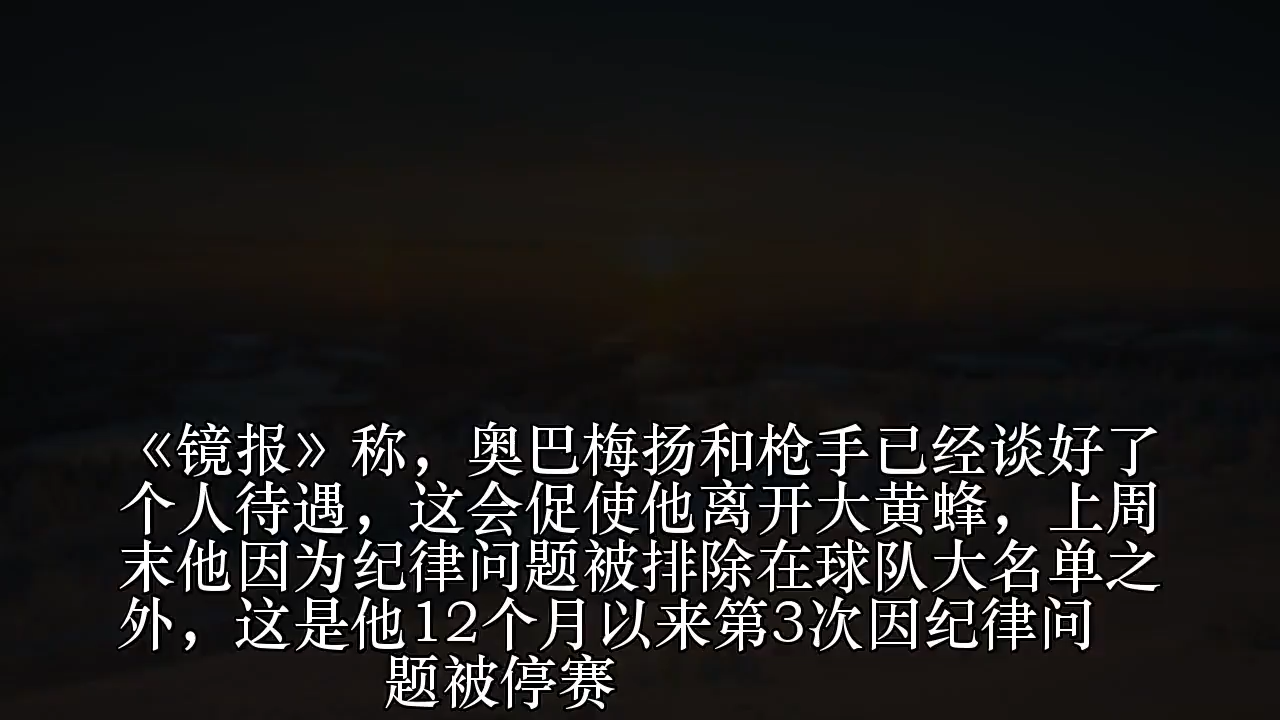 《镜报》称，奥巴梅扬和枪手已经谈好了
个人待遇，这会促使他离开大黄蜂，上周
末他因为纪律问题被排除在球队大名单之
外，这是他12个月以来第3次因纪律问
题被停赛